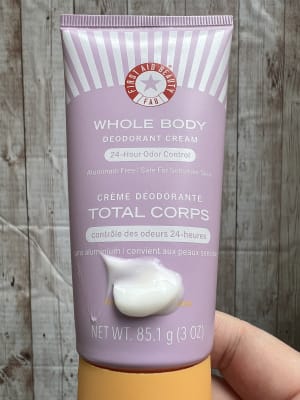 FIRST AID BEAUTY
FAB
WHOLE BODY
DEODORANT CREAM
24-Hour Odor Control
Aluminum Free | Safe For Sensitive Skin
CRÈME DÉODORANTE
TOTAL CORPS
contrôle des odeurs 24-heures
aluminium | convient aux peaux
NET WT. 85.1 g (3 OZ)